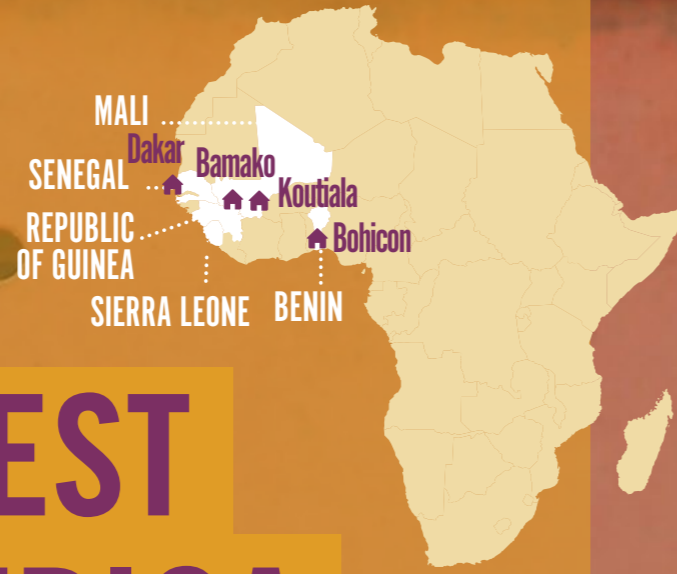 MALI
Dakar
Bamako
SENEGAL
Koutiala
REPUBLIC
OF GUINEA
Bohicon
SIERRA LEONE
BENIN
EST